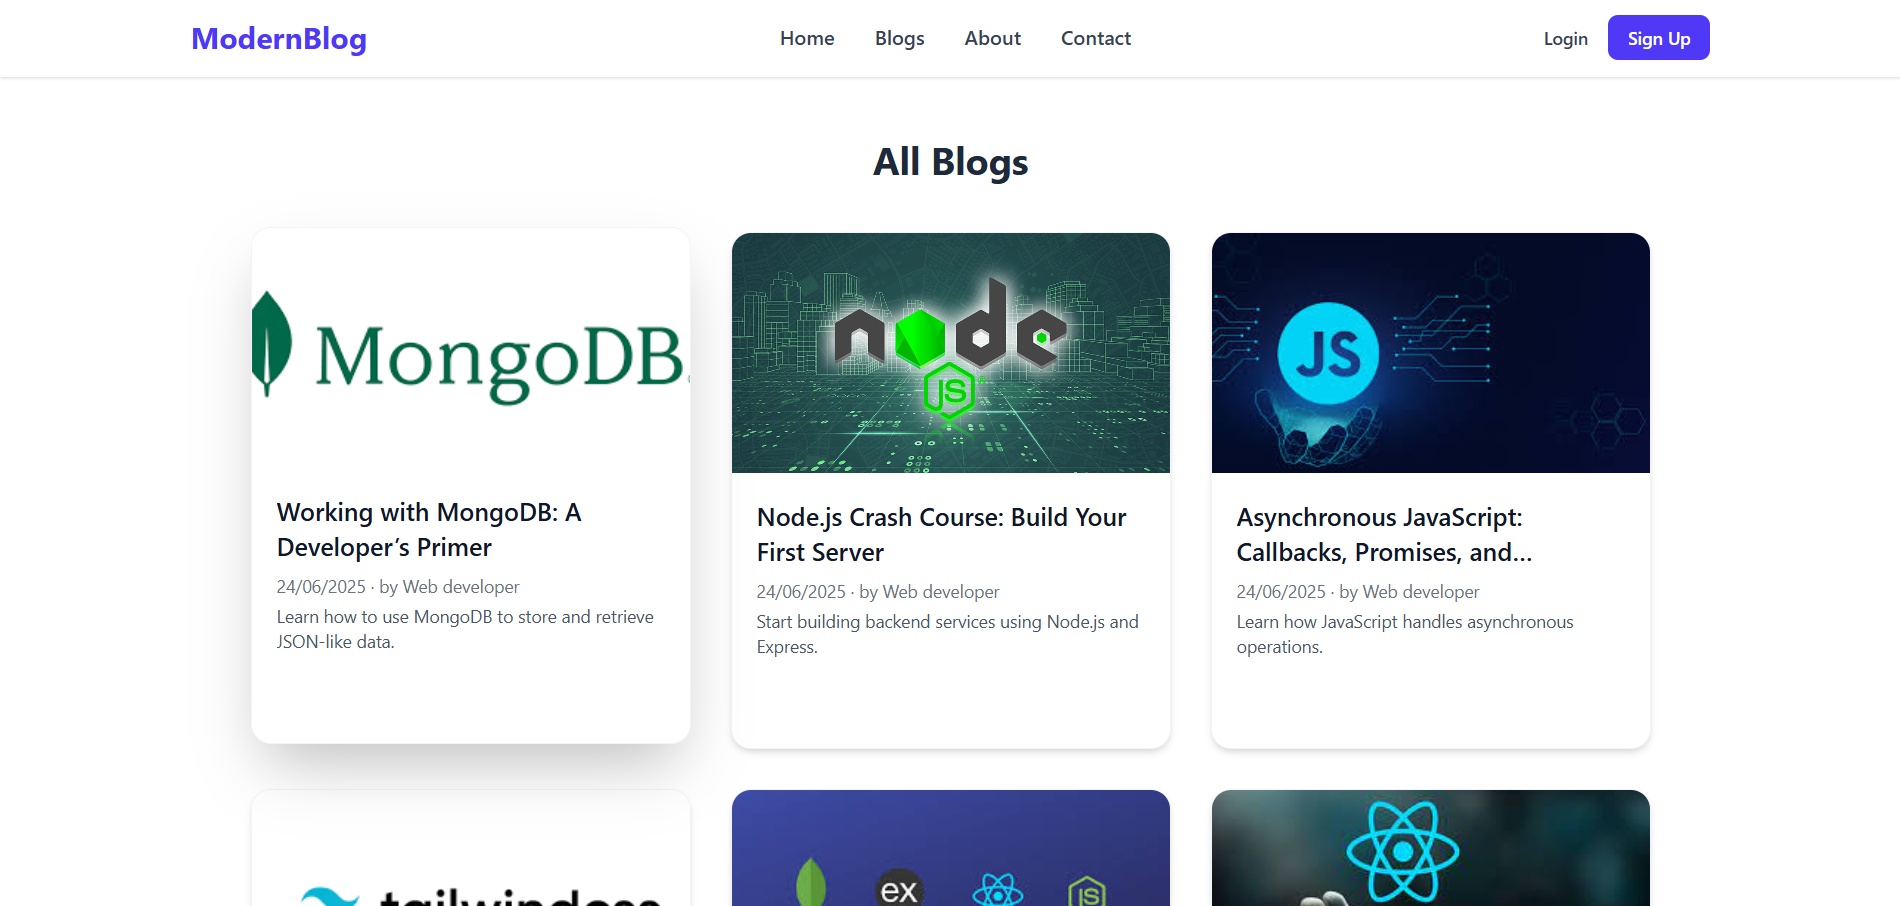 ModernBlog
Home
Blogs
About
Contact
Login
Sign Up
All Blogs
MongoDB
Working with MongoDB: A
Developer’s Primer
24/06/2025 · by Web developer
Learn how to use MongoDB to store and retrieve
JSON-like data.
node
JS
Node.js Crash Course: Build Your
First Server
24/06/2025 · by Web developer
Start building backend services using Node.js and
Express.
JS
Asynchronous JavaScript:
Callbacks, Promises, and...
24/06/2025 · by Web developer
Learn how JavaScript handles asynchronous
operations.
tailwindcss
ex
JS